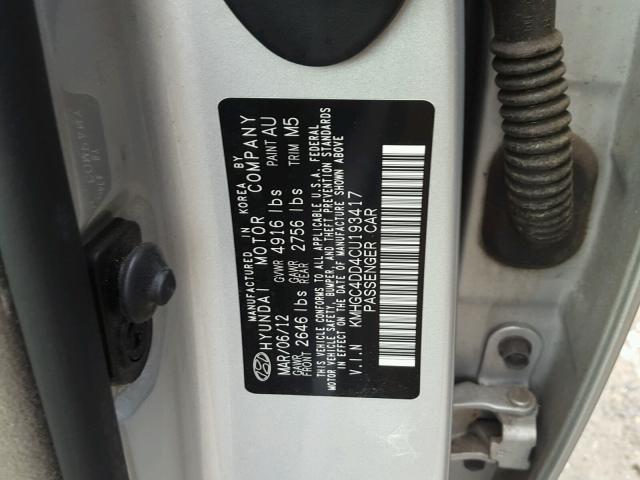 MANUFACTURED IN KOREA BY
HYUNDAI MOTOR COMPANY
MAR/06/12 GVWR 4916 lbs PAINT AU
GAWR FRONT 2646 lbs GAWR REAR 2756 lbs TRIM M5
THIS VEHICLE CONFORMS TO ALL APPLICABLE U.S.A. FEDERAL
MOTOR VEHICLE SAFETY, BUMPER, AND THEFT PREVENTION STANDARDS
IN EFFECT ON THE DATE OF MANUFACTURE SHOWN ABOVE
V.I.N KMHGC4DD4CU193417
PASSENGER CAR